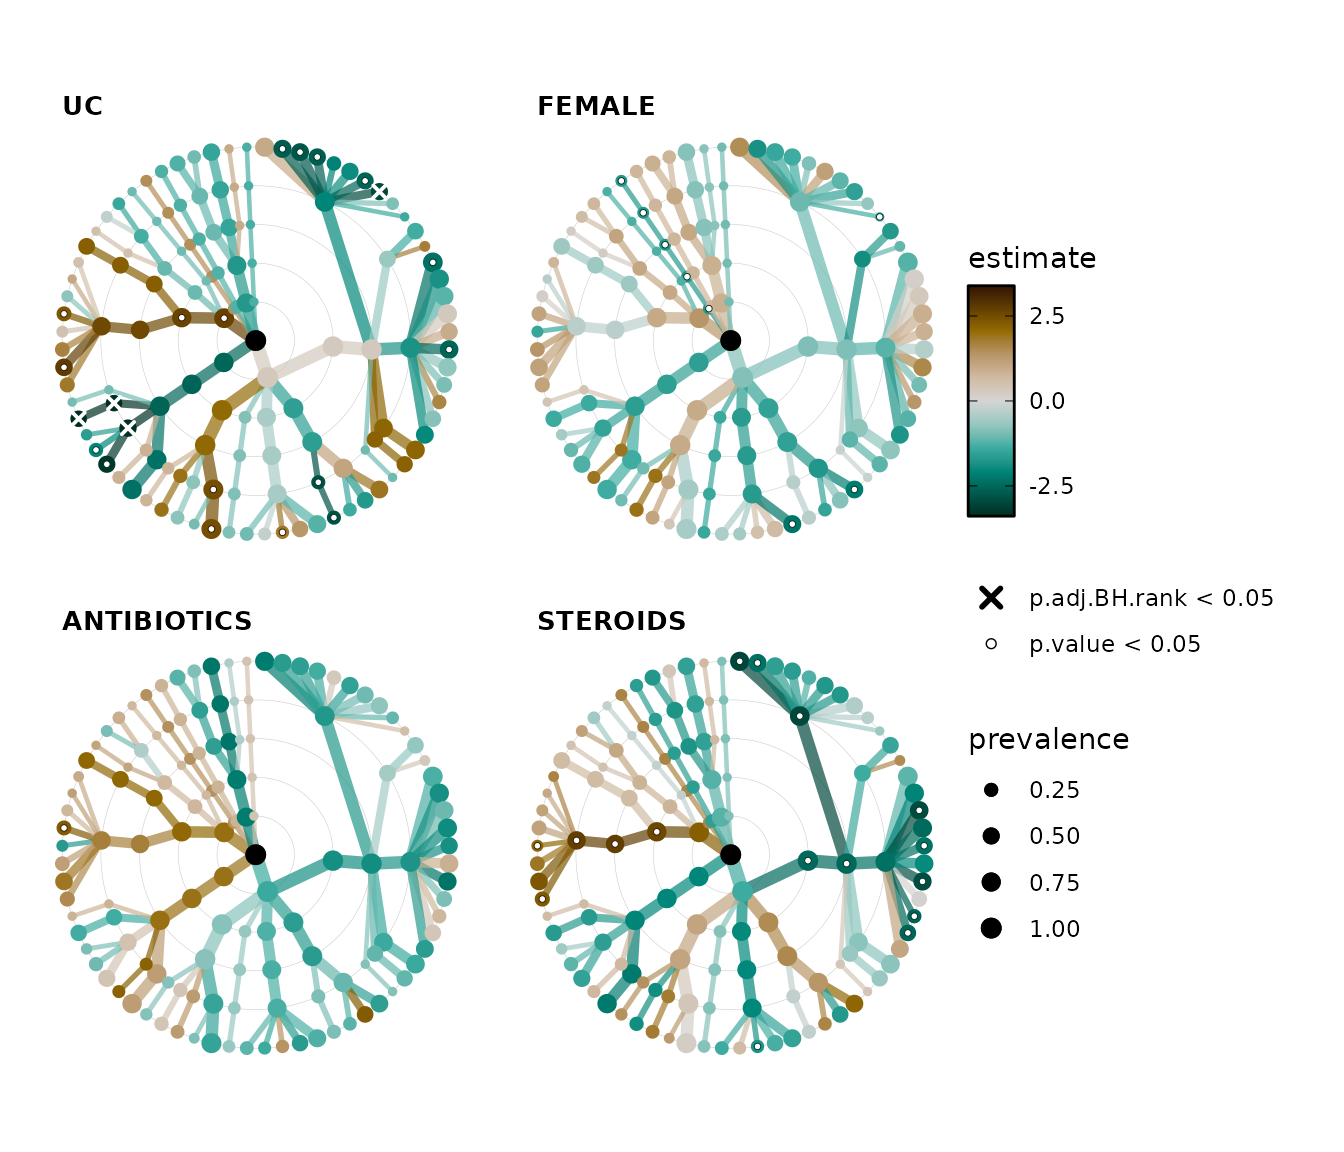 UC
FEMALE
ANTIBIOTICS
STEROIDS
estimate
2.5
0.0
-2.5
p.adj.BH.rank < 0.05
p.value < 0.05
prevalence
0.25
0.50
0.75
1.00